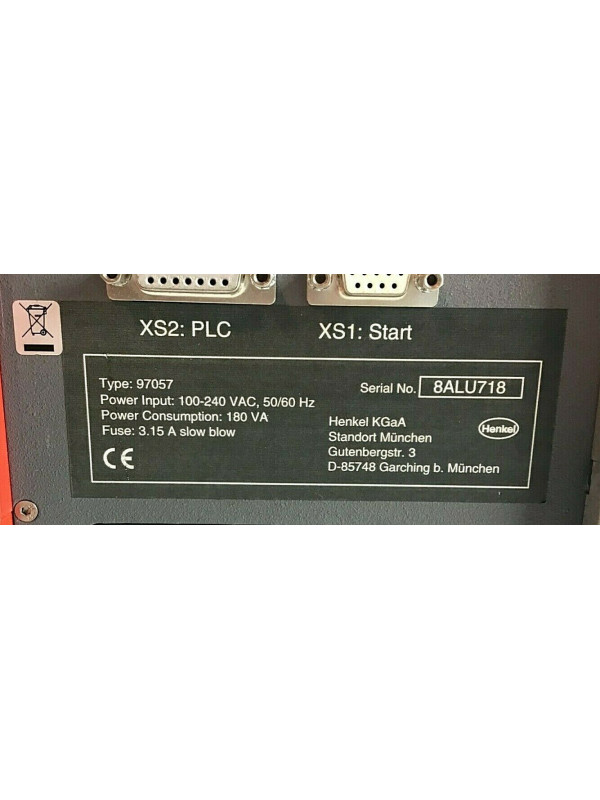 XS2: PLC
XS1: Start
Type: 97057
Power Input: 100-240 VAC, 50/60 Hz
Power Consumption: 180 VA
Fuse: 3.15 A slow blow
CE
Serial No. 8ALU718
Henkel KGaA
Standort München
Gutenbergstr. 3
D-85748 Garching b. München
Henkel